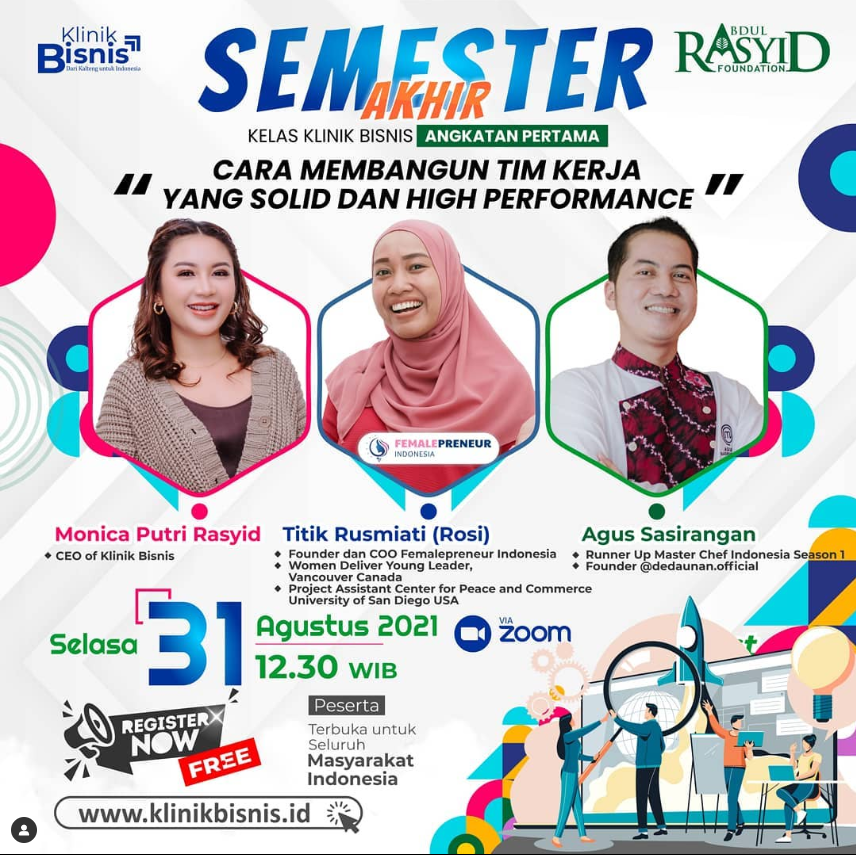 Klinik
Bisnis
Dari Kalteng untuk Indonesia
SEMESTER
AKHIR
ABDUL
RASYID
FOUNDATION
KELAS KLINIK BISNIS ANGKATAN PERTAMA
" CARA MEMBANGUN TIM KERJA
YANG SOLID DAN HIGH PERFORMANCE "
FEMALEPRENEUR
INDONESIA
Monica Putri Rasyid
CEO of Klinik Bisnis
Titik Rusmiati (Rosi)
Founder dan COO Femalepreneur Indonesia
Women Deliver Young Leader,
Vancouver Canada
Project Assistant Center for Peace and Commerce
University of San Diego USA
Agus Sasirangan
Runner Up Master Chef Indonesia Season 1
Founder @dedaunan.official
Selasa 31 Agustus 2021
12.30 WIB
VIA
zoom
REGISTER
NOW
FREE
Peserta
Terbuka untuk
Seluruh
Masyarakat
Indonesia
www.klinikbisnis.id